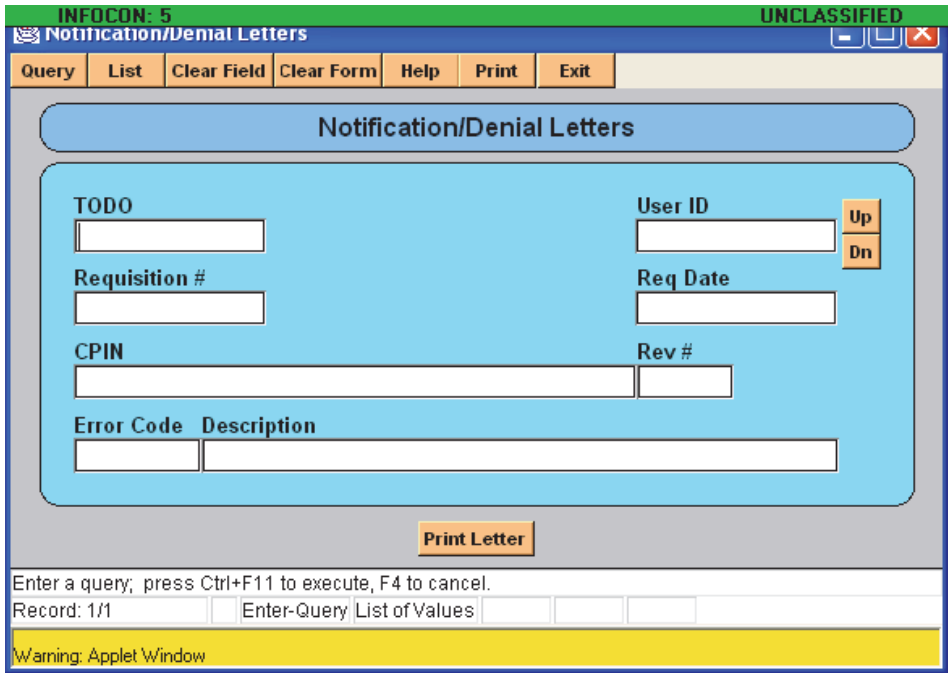 INFOCON: 5 UNCLASSIFIED
Notification/Denial Letters
Query List Clear Field Clear Form Help Print Exit
Notification/Denial Letters
TODO User ID
Up
Dn
Requisition # Req Date
CPIN Rev #
Error Code Description
Print Letter
Enter a query; press Ctrl+F11 to execute, F4 to cancel.
Record: 1/1 Enter-Query List of Values
Warning: Applet Window